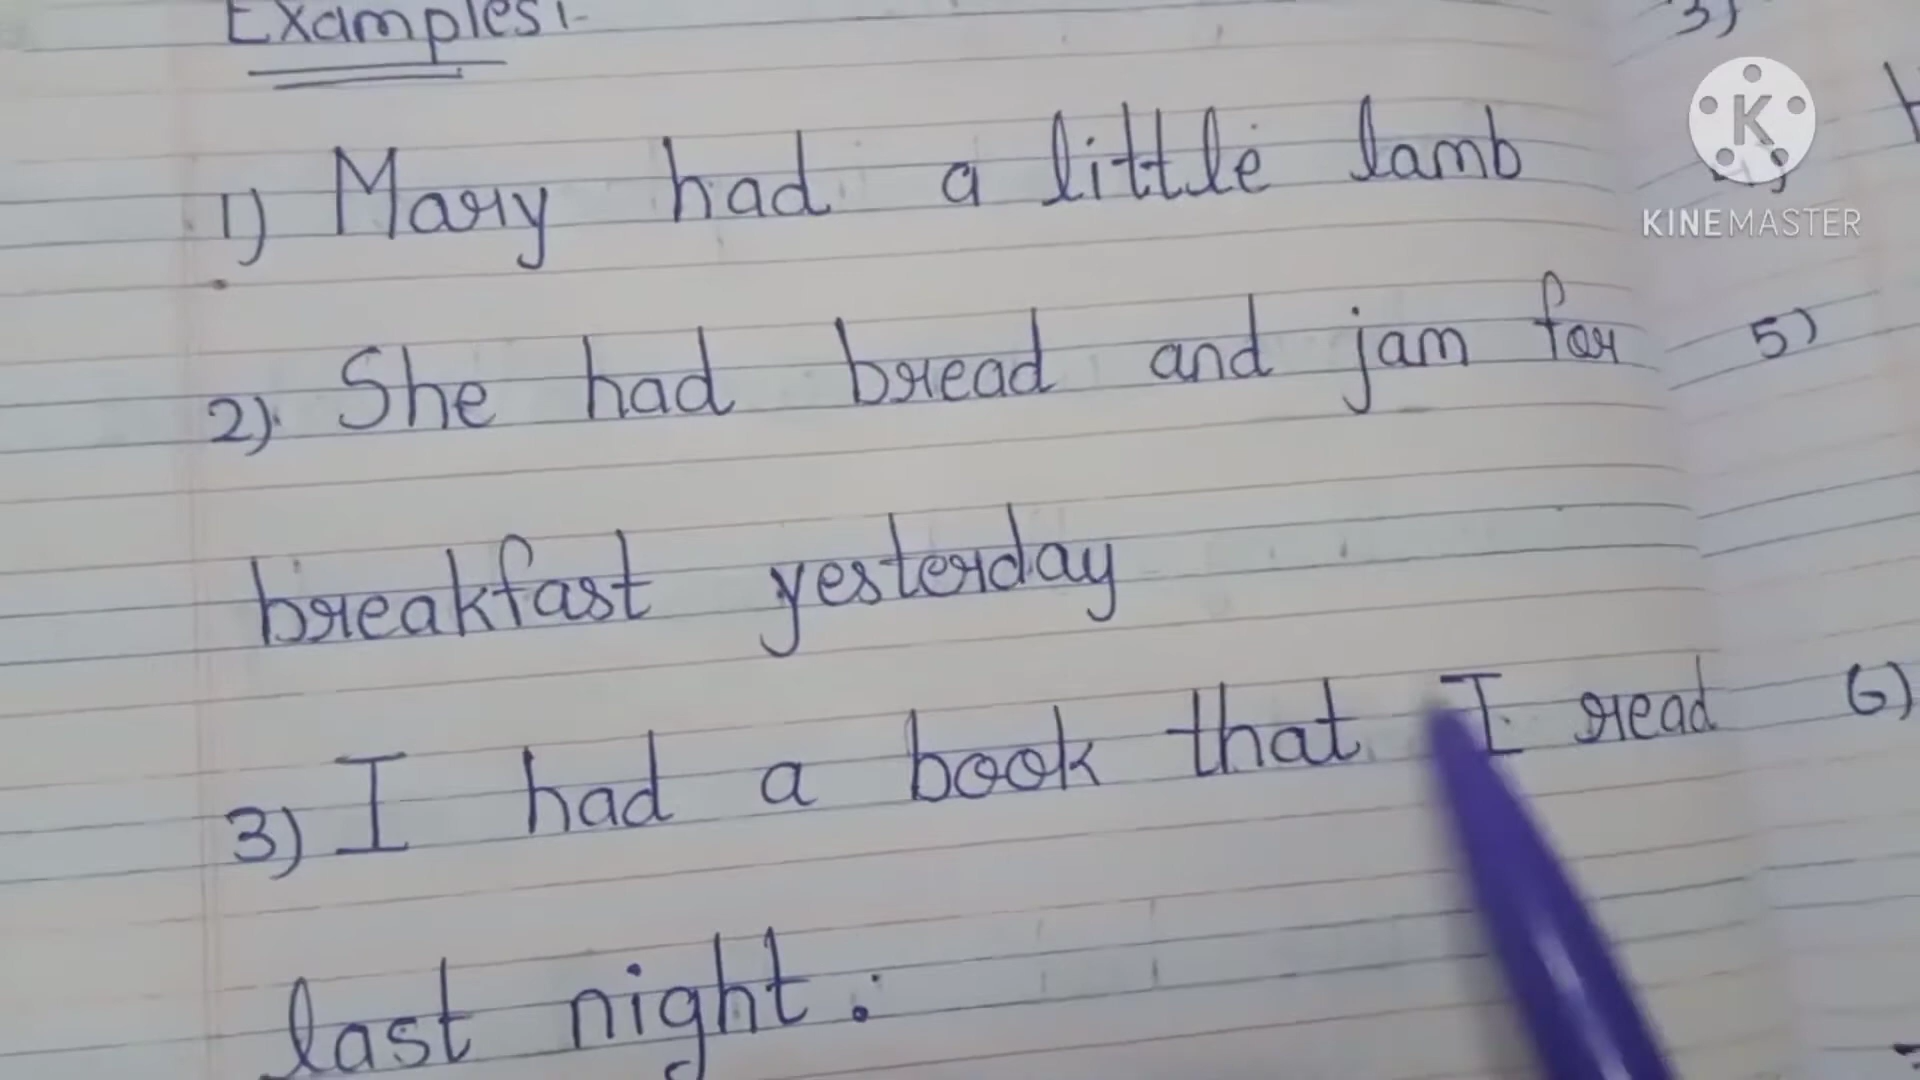 Examples:-
1) Mary had a little lamb
2). She had bread and jam for
breakfast yesterday
3) I had a book that I read
last night.
3)
5)
6)
KINEMASTER